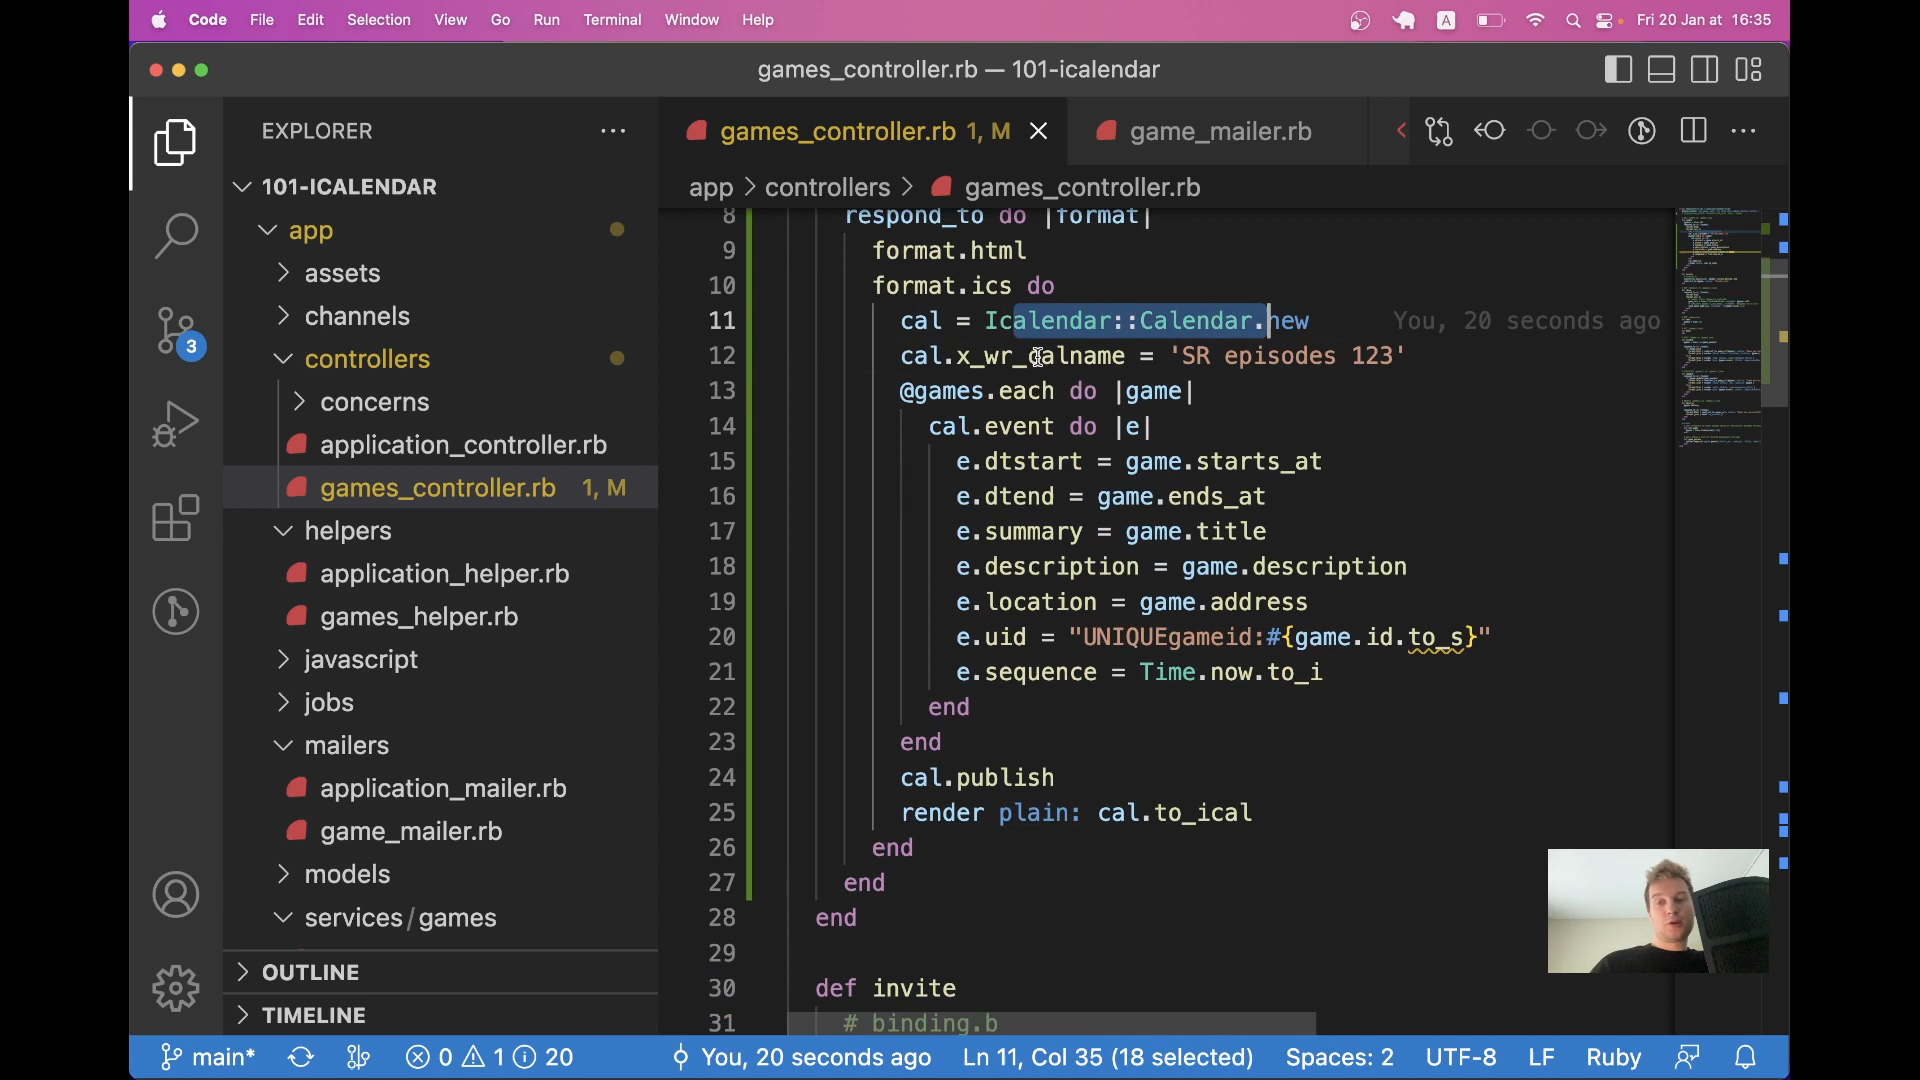 Code File Edit Selection View Go Run Terminal Window Help A Fri 20 Jan at 16:35
games_controller.rb — 101-icalendar
EXPLORER
101-ICALENDAR
app
assets
channels
controllers
concerns
application_controller.rb
games_controller.rb 1, M
helpers
application_helper.rb
games_helper.rb
javascript
jobs
mailers
application_mailer.rb
game_mailer.rb
models
services/games
OUTLINE
TIMELINE
3
games_controller.rb 1, M game_mailer.rb
app > controllers > games_controller.rb
8 respond_to do |format|
9 format.html
10 format.ics do
11 cal = Icalendar::Calendar.new You, 20 seconds ago
12 cal.x_wr_calname = 'SR episodes 123'
13 @games.each do |game|
14 cal.event do |e|
15 e.dtstart = game.starts_at
16 e.dtend = game.ends_at
17 e.summary = game.title
18 e.description = game.description
19 e.location = game.address
20 e.uid = "UNIQUEgameid:#{game.id.to_s}"
21 e.sequence = Time.now.to_i
22 end
23 end
24 cal.publish
25 render plain: cal.to_ical
26 end
27 end
28 end
29
30 def invite
31 # binding.b
main* 0 1 20 You, 20 seconds ago Ln 11, Col 35 (18 selected) Spaces: 2 UTF-8 LF Ruby